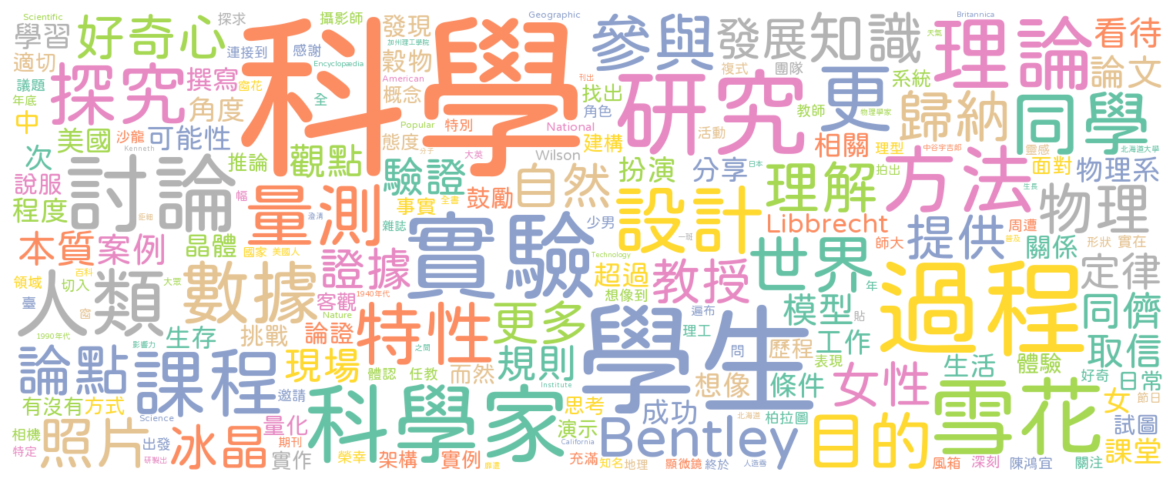 Scientific
探求
攝影師
發現
Geographic
Britannica
天氣
學習
好奇心
連接到
感謝
加州理工學院
科學
參與
發展
知識
理論
看待
適切
Encyclopædia
穀物
複式
團隊
刊出
議題
探究
撰寫
窗花
American
找出
研究
更
系統
論文
年底
角度
全
概念
角色
教師
物理學家
歸納
同學
中
美國
沙龍
可能性
Popular
特別
National
建構
活動
相關
理型
中谷宇吉郎
靈感
北海道大學
次
Kenneth
推論
觀點
態度
大英
Wilson
扮演
分享
日本
理解
方法
拍出
面對
物理系
說服
討論
幅
驗證
鼓勵
自然
生長
程度
量測
事實
全書
雜誌
少男
設計
Libbrecht
周遭
物理
本質
案例
晶體
澄清
實驗
一班
世界
師大
提供
普及
關係
形狀
實在
國家
美國人
證據
Technology
領域
百科
切入
大眾
數據
客觀
1940年代
超過
教授
過程
定律
臺
窗
人類
Nature
特性
更多
想像到
遍布
模型
年
同儕
1990年代
生存
挑戰
論證
之間
學生
理工
貼
工作
影響力
論點
課程
現場
體認
任教
而然
規則
問
歷程
表現
生活
體驗
取信
邀請
Institute
想像
條件
女性
雪花
好奇
日常
有沒有
方式
Science
量化
科學家
思考
成功
柏拉圖
女
節日
相機
照片
出發
冰晶
期刊
演示
Bentley
北海道
目的
試圖
特定
實作
榮幸
架構
實例
California
充滿
知名
地理
顯微鏡
終於
人造雪
風箱
深刻
陳鴻宜
關注
課堂